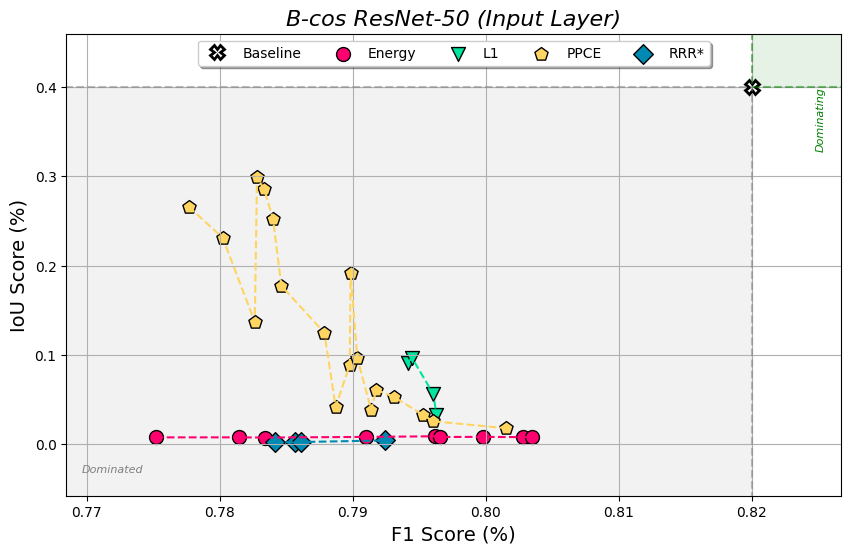 B-cos ResNet-50 (Input Layer)
Baseline Energy L1 PPCE RRR*
Dominating
Dominated
IoU Score (%)
0.4
0.3
0.2
0.1
0.0
0.77 0.78 0.79 0.80 0.81 0.82
F1 Score (%)